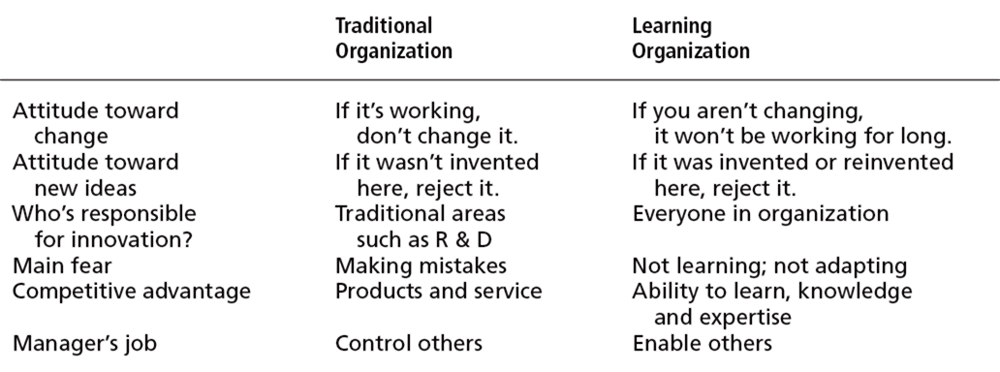 Traditional Organization
Learning Organization
Attitude toward change
If it's working, don't change it.
If you aren't changing, it won't be working for long.
Attitude toward new ideas
If it wasn't invented here, reject it.
If it was invented or reinvented here, reject it.
Who's responsible for innovation?
Traditional areas such as R & D
Everyone in organization
Main fear
Making mistakes
Not learning; not adapting
Competitive advantage
Products and service
Ability to learn, knowledge and expertise
Manager's job
Control others
Enable others